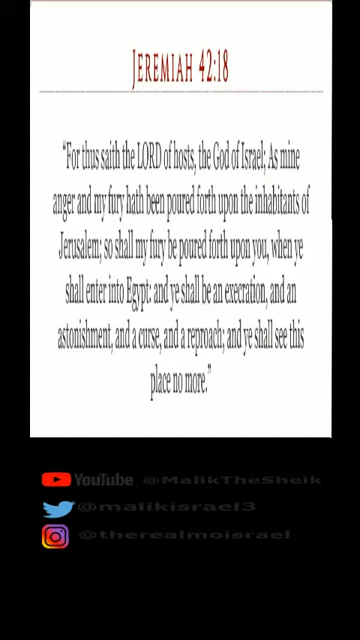 JEREMIAH 42:18
“For thus saith the LORD of hosts, the God of Israel; As mine
anger and my fury hath been poured forth upon the inhabitants of
Jerusalem; so shall my fury be poured forth upon you, when ye
shall enter into Egypt: and ye shall be an execration, and an
astonishment, and a curse, and a reproach; and ye shall see this
place no more.”
YouTube @MalikTheSheik
@malikisrael3
@therealmoisrael